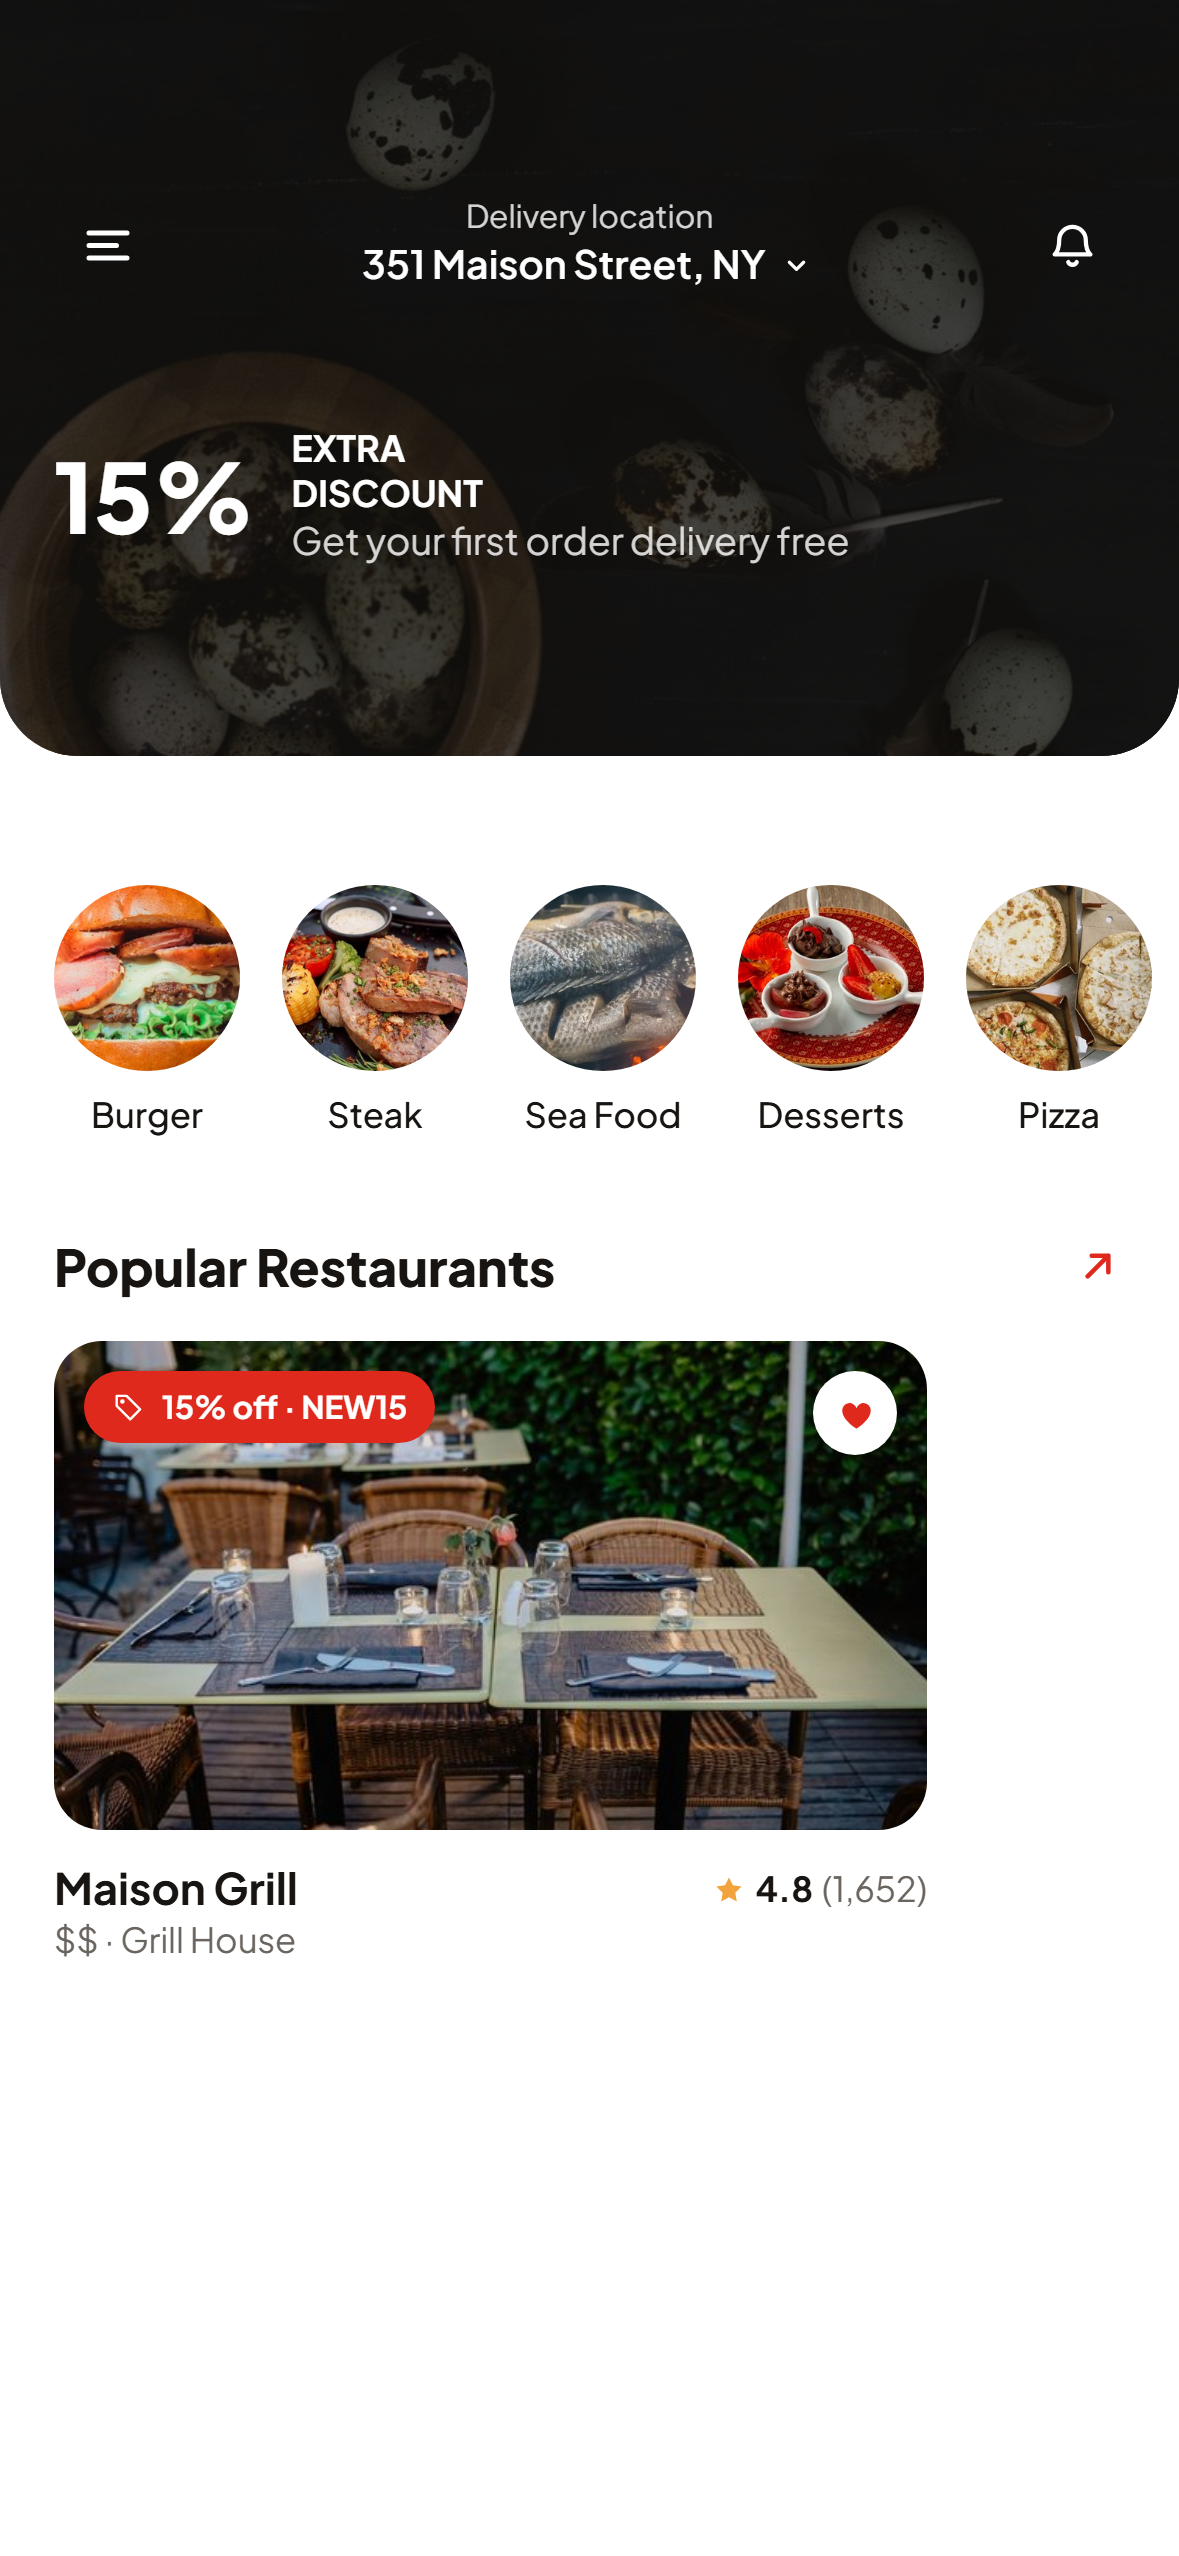 Delivery location
351 Maison Street, NY
15%
EXTRA
DISCOUNT
Get your first order delivery free
Burger
Steak
Sea Food
Desserts
Pizza
Popular Restaurants
15% off · NEW15
Maison Grill
4.8 (1,652)
$$ · Grill House